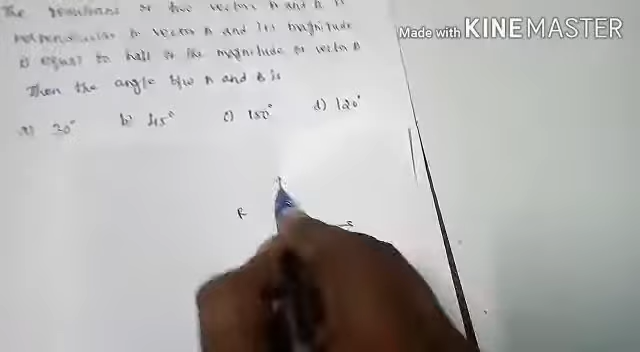 The resultant of two vectors A and B is
perpendicular to vector A and its magnitude
is equal to half of the magnitude of vector B
Then the angle b/w A and B is
a) 30° b) 45° c) 150° d) 120°
R
Made with KINEMASTER